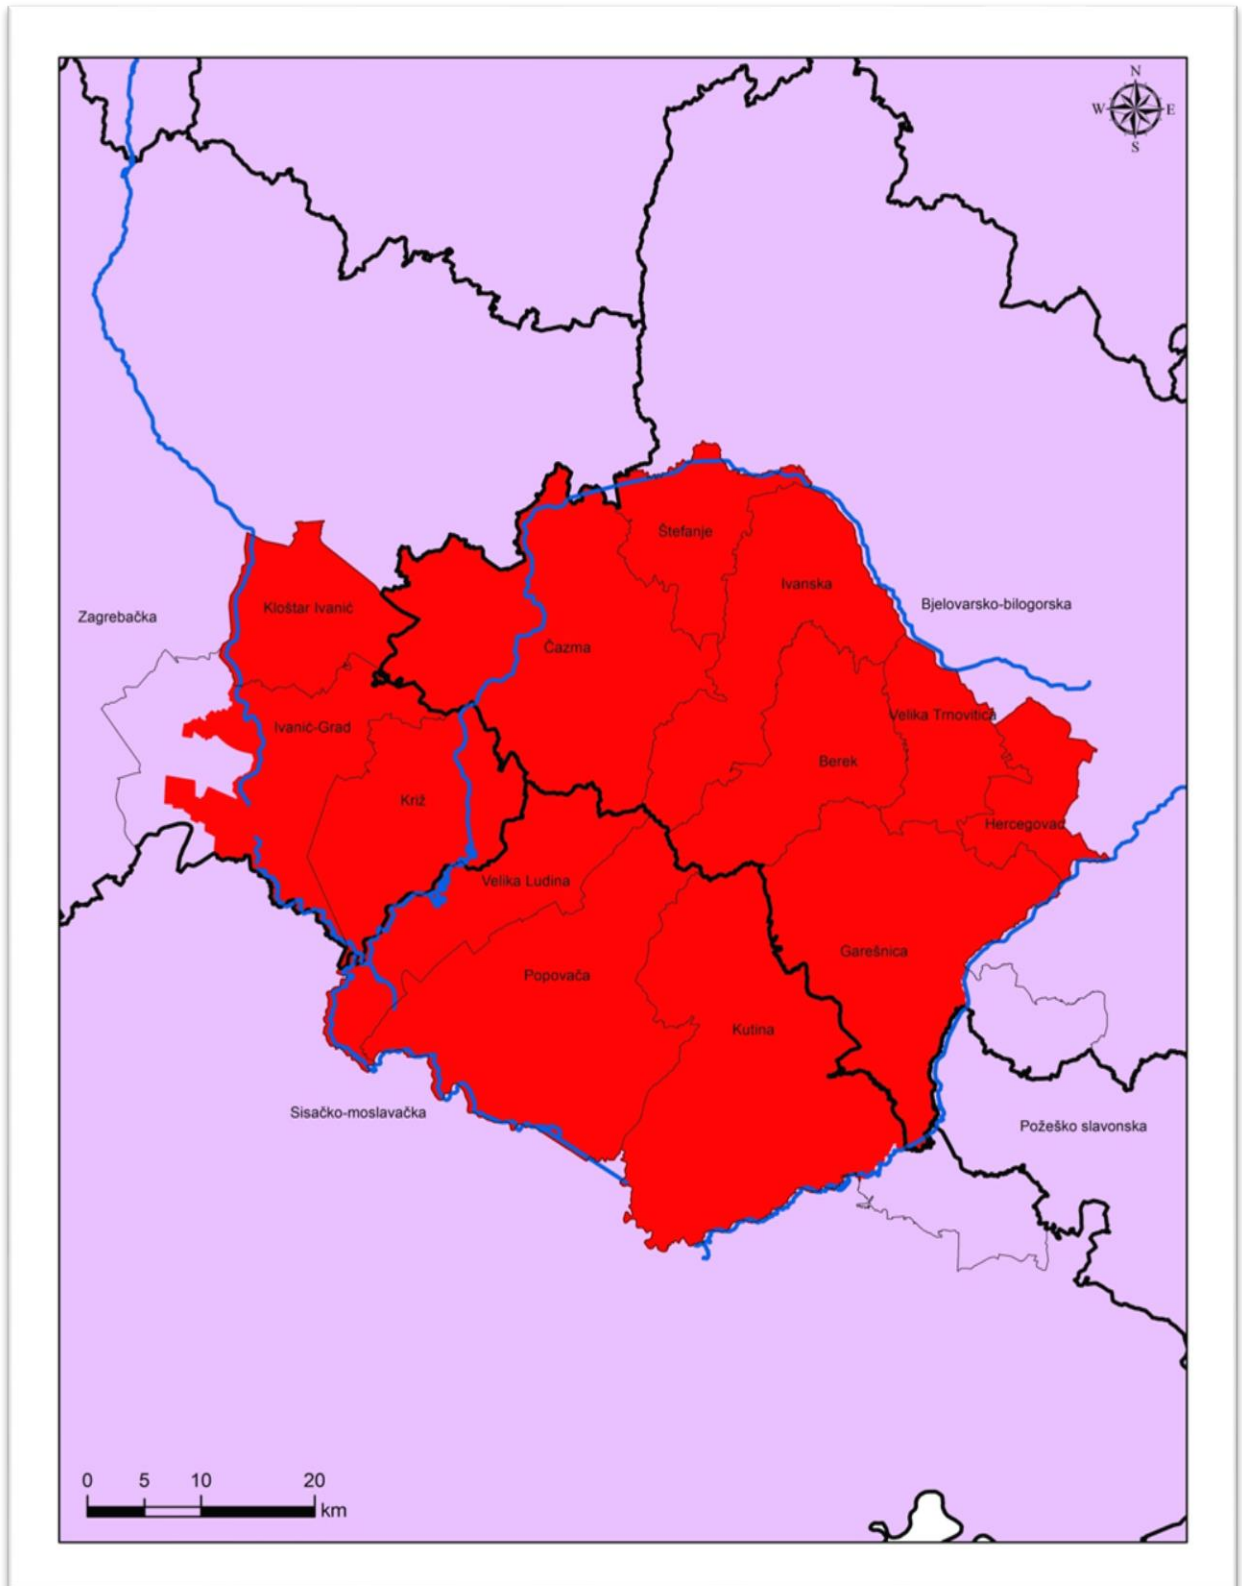 N
W E
S
Štefanje
Ivanska
Bjelovarsko-bilogorska
Kloštar Ivanić
Zagrebačka
Čazma
Velika Trnovitica
Ivanić-Grad
Berek
Križ
Hercegovac
Velika Ludina
Garešnica
Popovača
Kutina
Sisačko-moslavačka
Požeško slavonska
0 5 10 20
km